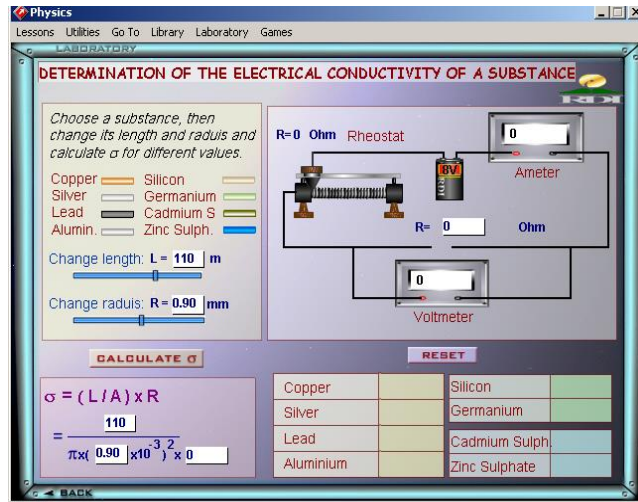 Physics
Lessons Utilities Go To Library Laboratory Games
LABORATORY
DETERMINATION OF THE ELECTRICAL CONDUCTIVITY OF A SUBSTANCE
RDI
Choose a substance, then
change its length and raduis and
calculate σ for different values.
Copper Silicon
Silver Germanium
Lead Cadmium S
Alumin. Zinc Sulph.
Change length: L = 110 m
Change raduis: R = 0.90 mm
R=0 Ohm Rheostat
8V
0
Ameter
R= 0 Ohm
0
Voltmeter
CALCULATE σ
RESET
σ = (L/A) x R
= 110
πx( 0.90 x10⁻³)² x 0
Copper
Silver
Lead
Aluminium
Silicon
Germanium
Cadmium Sulph.
Zinc Sulphate
BACK